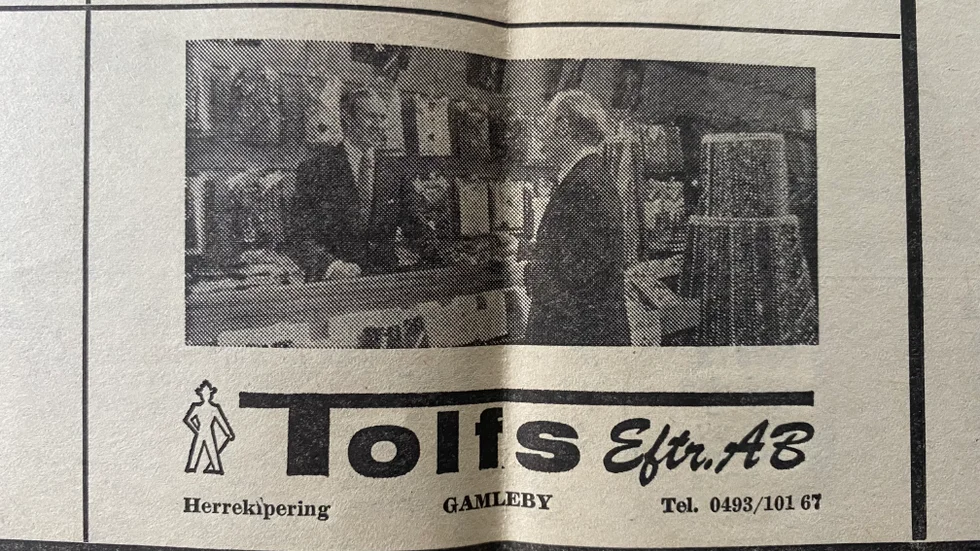 Tolfs Eftr. AB
Herrekipering GAMLEBY Tel. 0493/101 67